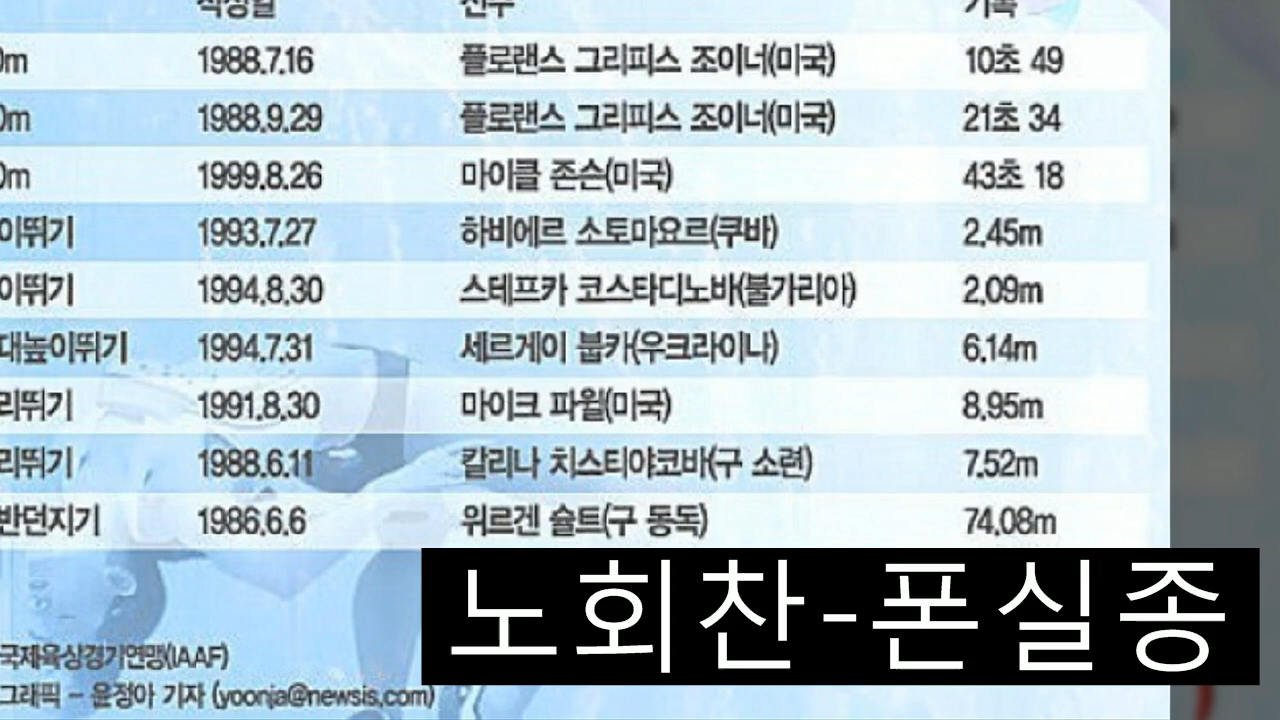 작성일 선수 기록
0m 1988.7.16 플로랜스 그리피스 조이너(미국) 10초 49
0m 1988.9.29 플로랜스 그리피스 조이너(미국) 21초 34
0m 1999.8.26 마이클 존슨(미국) 43초 18
이뛰기 1993.7.27 하비에르 소토마요르(쿠바) 2.45m
이뛰기 1994.8.30 스테프카 코스타디노바(불가리아) 2.09m
대높이뛰기 1994.7.31 세르게이 붑카(우크라이나) 6.14m
리뛰기 1991.8.30 마이크 파월(미국) 8.95m
리뛰기 1988.6.11 칼리나 치스티야코바(구 소련) 7.52m
반던지기 1986.6.6 위르겐 슐트(구 동독) 74.08m
노회찬-폰실종
국제육상경기연맹(IAAF)
그래픽 - 윤정아 기자 (yoonja@newsis.com)